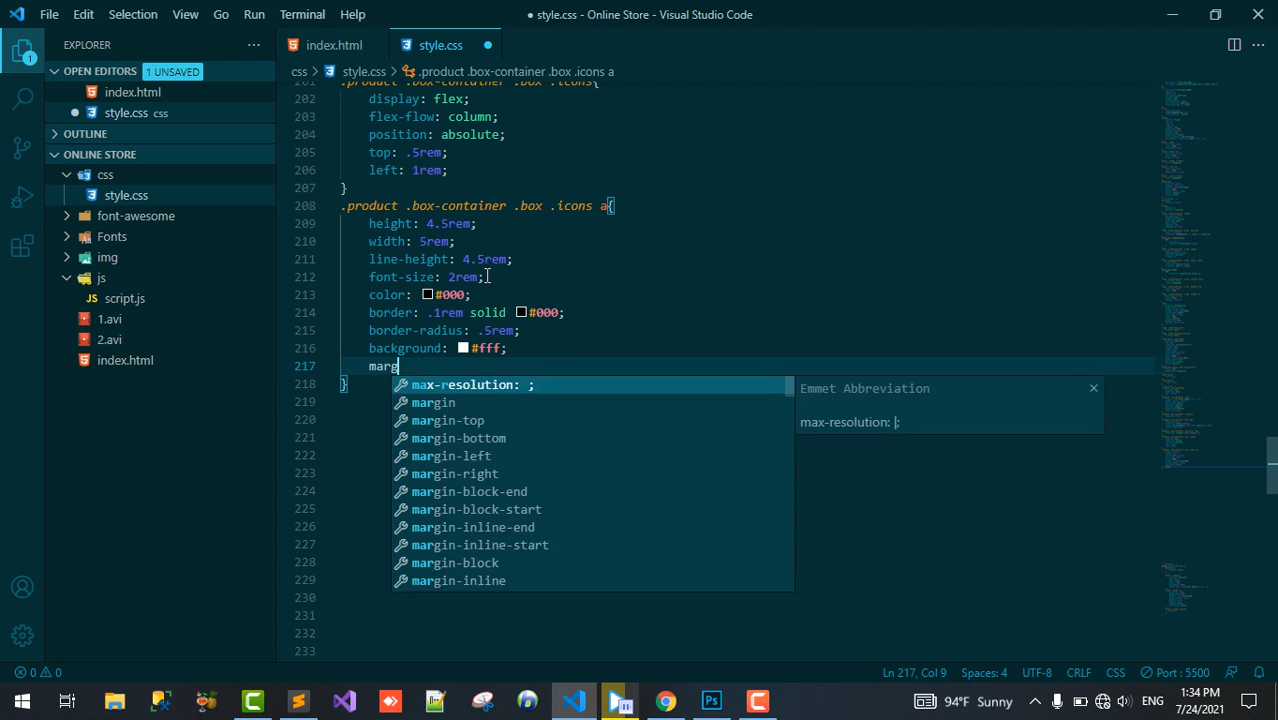 File Edit Selection View Go Run Terminal Help
● style.css - Online Store - Visual Studio Code
EXPLORER
index.html
style.css
OPEN EDITORS 1 UNSAVED
css > style.css > .product .box-container .box .icons a
index.html
style.css css
OUTLINE
ONLINE STORE
css
style.css
font-awesome
Fonts
img
js
script.js
1.avi
2.avi
index.html
201 .product .box-container .box .icons{
202 display: flex;
203 flex-flow: column;
204 position: absolute;
205 top: .5rem;
206 left: 1rem;
207 }
208 .product .box-container .box .icons a{
209 height: 4.5rem;
210 width: 5rem;
211 line-height: 4.5rem;
212 font-size: 2rem;
213 color: #000;
214 border: .1rem solid #000;
215 border-radius: .5rem;
216 background: #fff;
217 marg
218 }
219
220
221
222
223
224
225
226
227
228
229
230
231
232
233
max-resolution: ;
margin
margin-top
margin-bottom
margin-left
margin-right
margin-block-end
margin-block-start
margin-inline-end
margin-inline-start
margin-block
margin-inline
Emmet Abbreviation
max-resolution: |;
1
0 0
Ln 217, Col 9 Spaces: 4 UTF-8 CRLF CSS Port : 5500
94°F Sunny
ENG
1:34 PM
7/24/2021